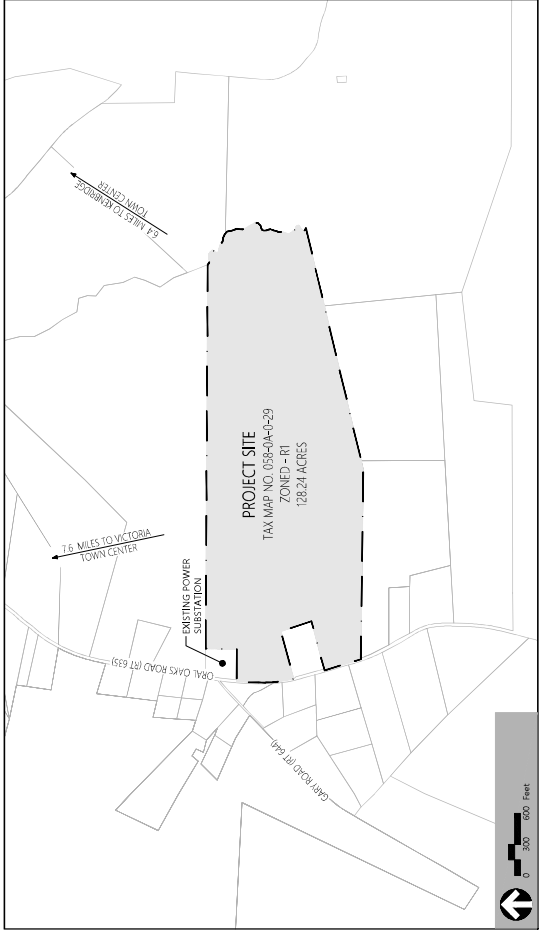 6.4 MILES TO KENBRIDGE
TOWN CENTER
7.6 MILES TO VICTORIA
TOWN CENTER
EXISTING POWER
SUBSTATION
ORAL OAKS ROAD (RT 635)
GARY ROAD (RT 644)
PROJECT SITE
TAX MAP NO. 058-0A-0-29
ZONED - R1
128.24 ACRES
0 300 600 Feet